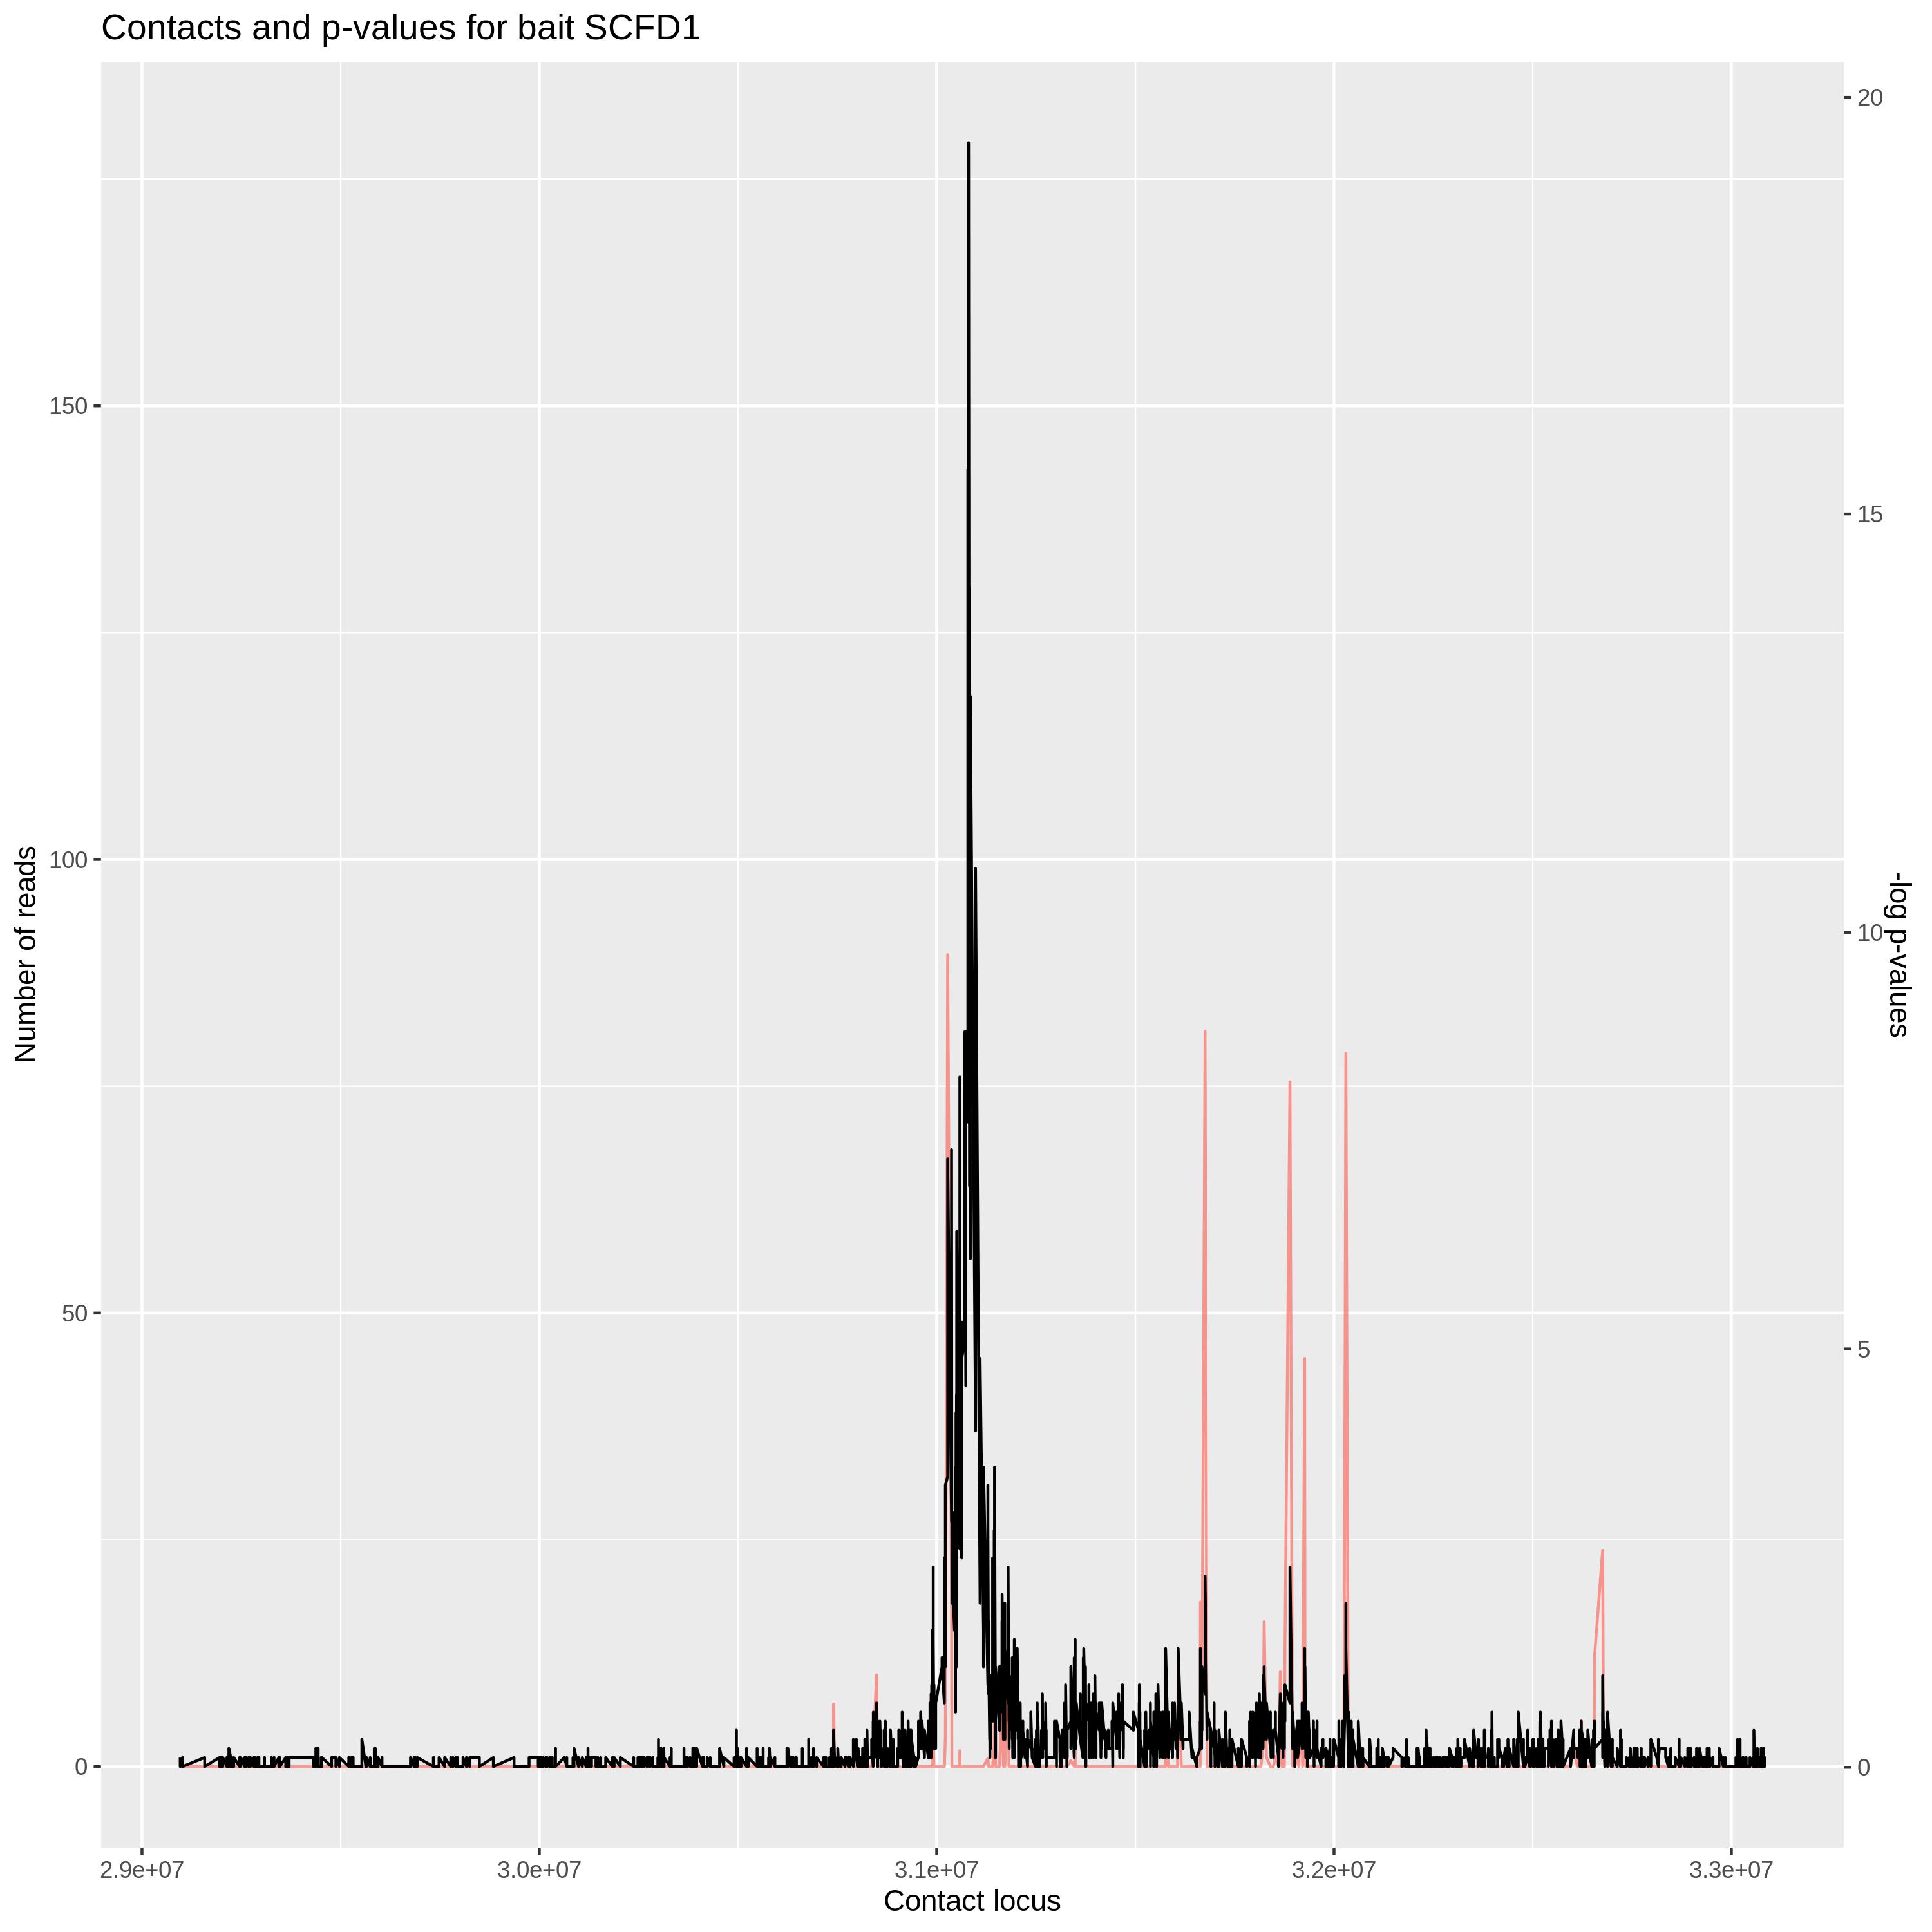 Contacts and p-values for bait SCFD1
20
15
10
5
0
150
100
50
0
Number of reads
-log p-values
2.9e+07 3.0e+07 3.1e+07 3.2e+07 3.3e+07
Contact locus